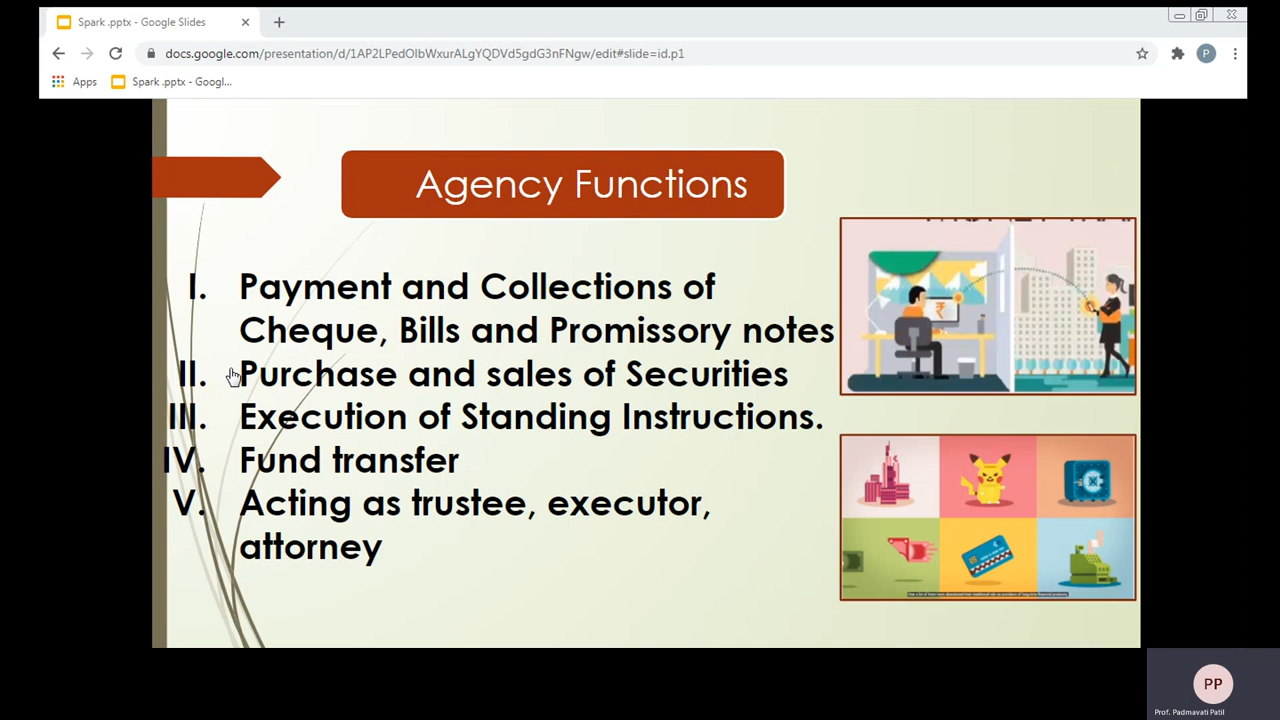 Spark .pptx - Google Slides
docs.google.com/presentation/d/1AP2LPedOlbWxurALgYQDVd5gdG3nFNgw/edit#slide=id.p1
P
Apps
Spark .pptx - Googl...
Agency Functions
I. Payment and Collections of
Cheque, Bills and Promissory notes
II. Purchase and sales of Securities
III. Execution of Standing Instructions.
IV. Fund transfer
V. Acting as trustee, executor,
attorney
₹
PP
Prof. Padmavati Patil